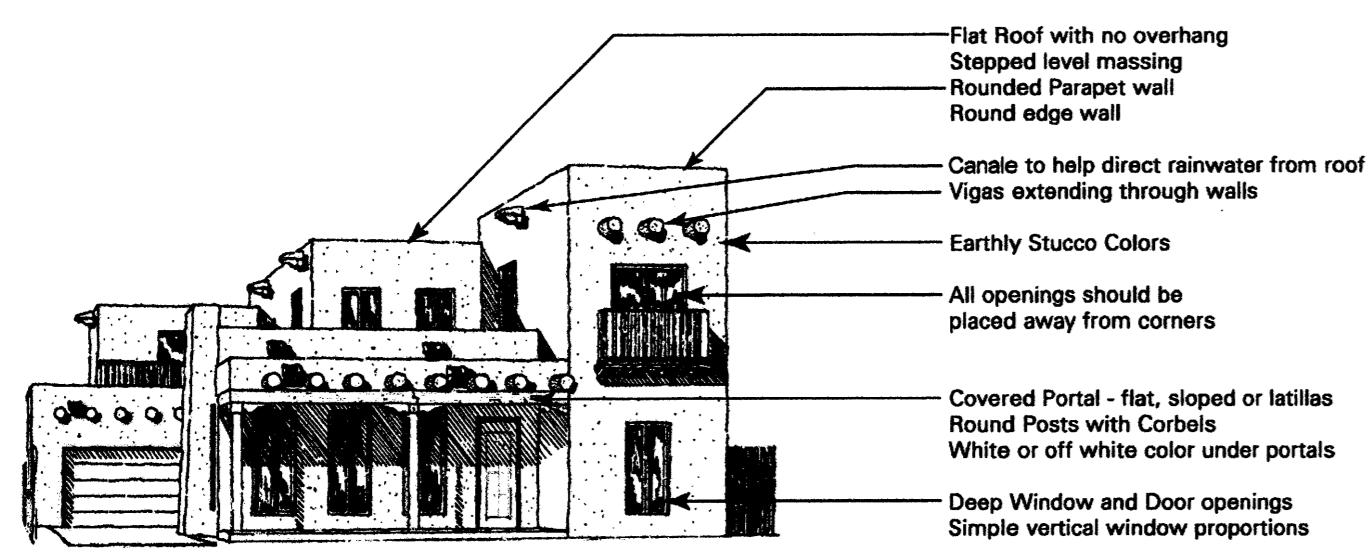 Flat Roof with no overhang
Stepped level massing
Rounded Parapet wall
Round edge wall
Canale to help direct rainwater from roof
Vigas extending through walls
Earthly Stucco Colors
All openings should be
placed away from corners
Covered Portal - flat, sloped or latillas
Round Posts with Corbels
White or off white color under portals
Deep Window and Door openings
Simple vertical window proportions